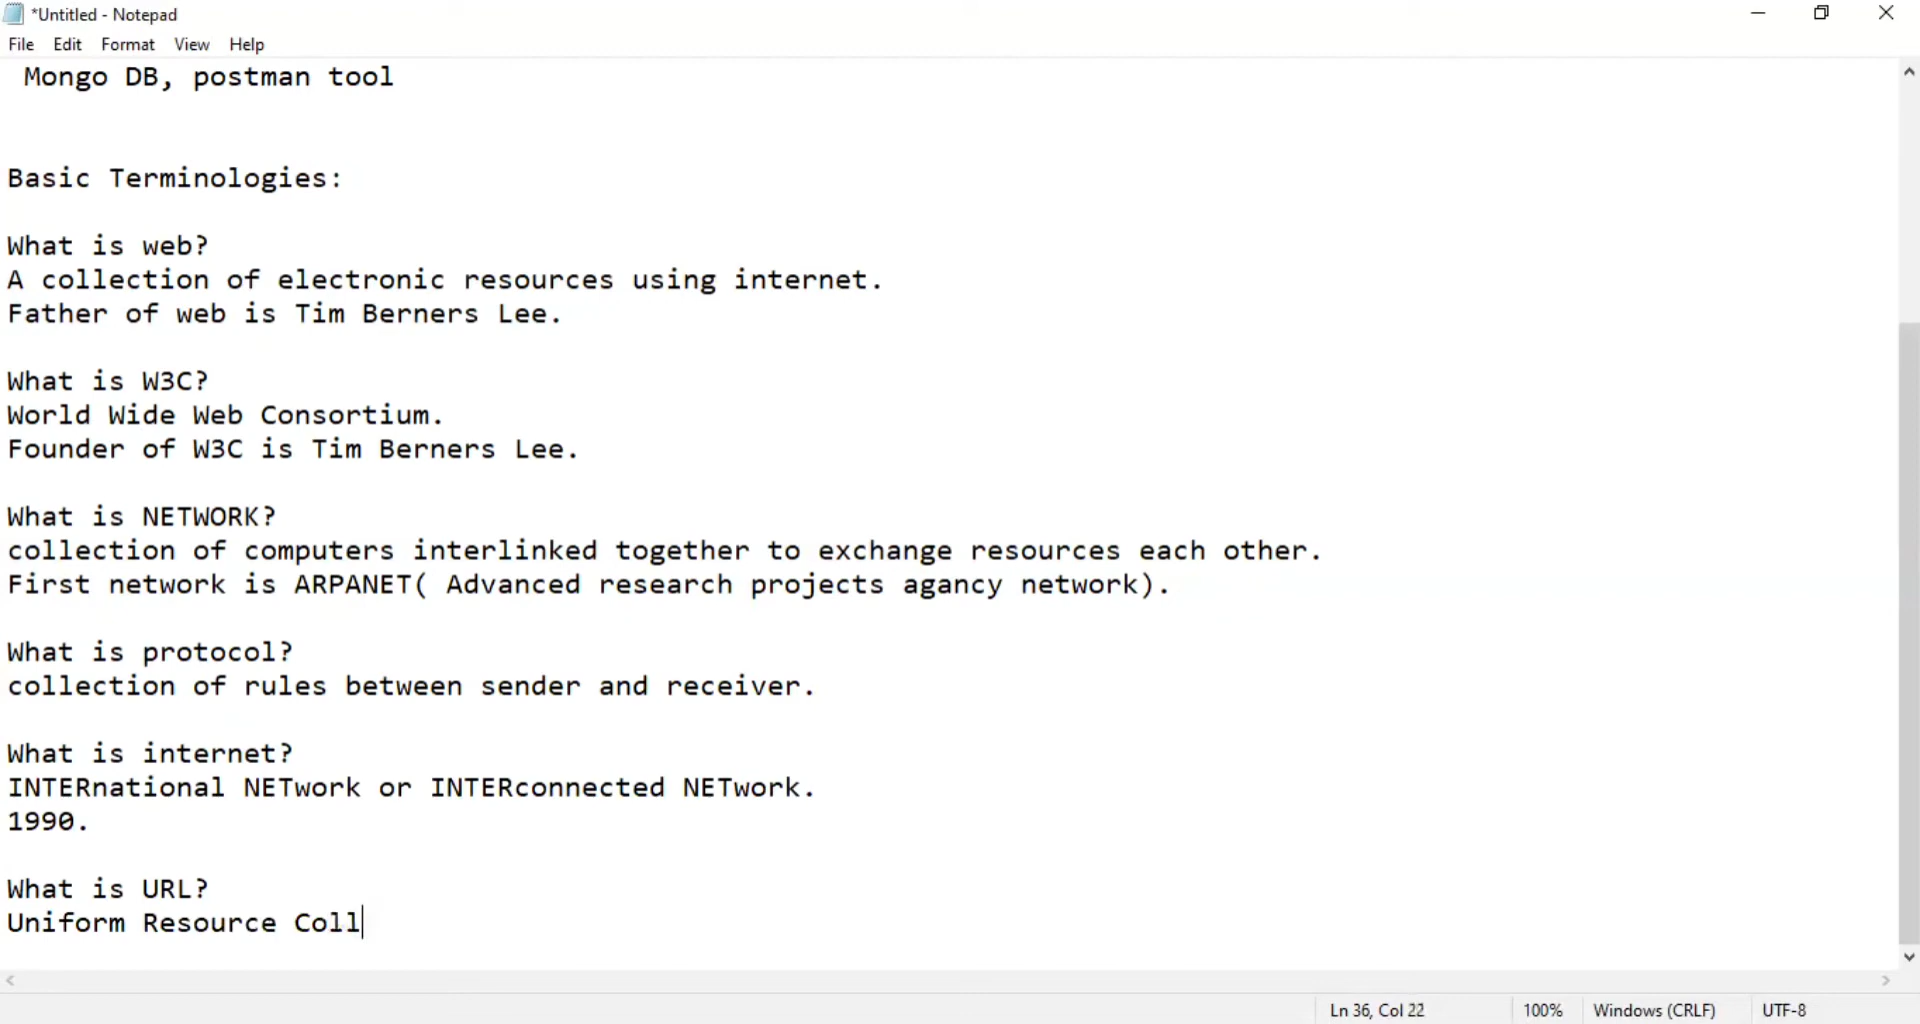 *Untitled - Notepad
File Edit Format View Help
Mongo DB, postman tool
Basic Terminologies:
What is web?
A collection of electronic resources using internet.
Father of web is Tim Berners Lee.
What is W3C?
World Wide Web Consortium.
Founder of W3C is Tim Berners Lee.
What is NETWORK?
collection of computers interlinked together to exchange resources each other.
First network is ARPANET( Advanced research projects agancy network).
What is protocol?
collection of rules between sender and receiver.
What is internet?
INTERnational NETwork or INTERconnected NETwork.
1990.
What is URL?
Uniform Resource Coll
Ln 36, Col 22 100% Windows (CRLF) UTF-8